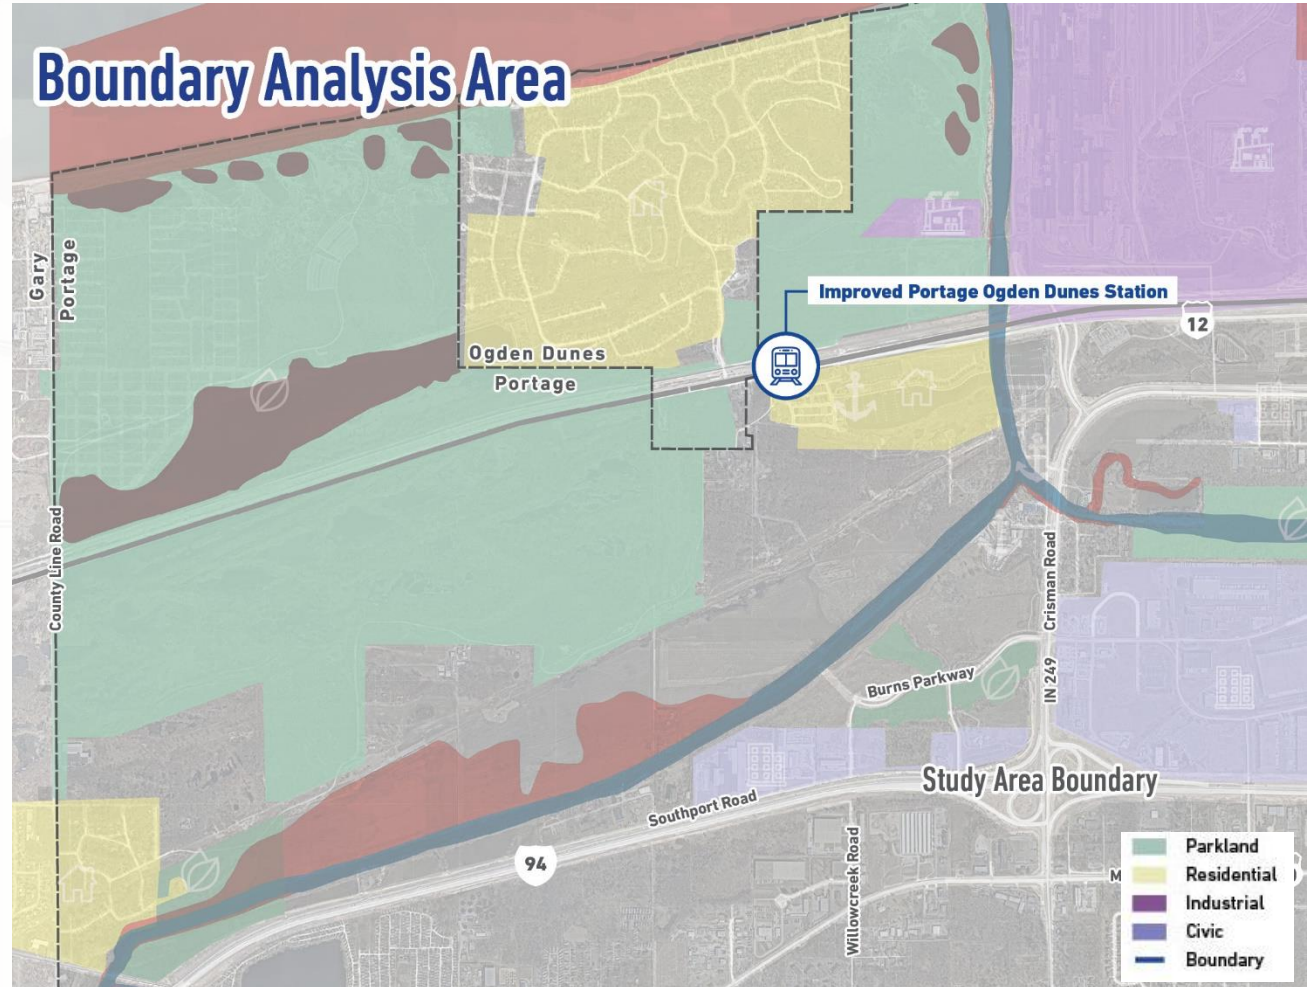 Boundary Analysis Area
Gary
Portage
Improved Portage Ogden Dunes Station
12
Ogden Dunes
Portage
County Line Road
Crisman Road
IN 249
Burns Parkway
Study Area Boundary
Southport Road
94
Willowcreek Road
M
Parkland
Residential
Industrial
Civic
Boundary